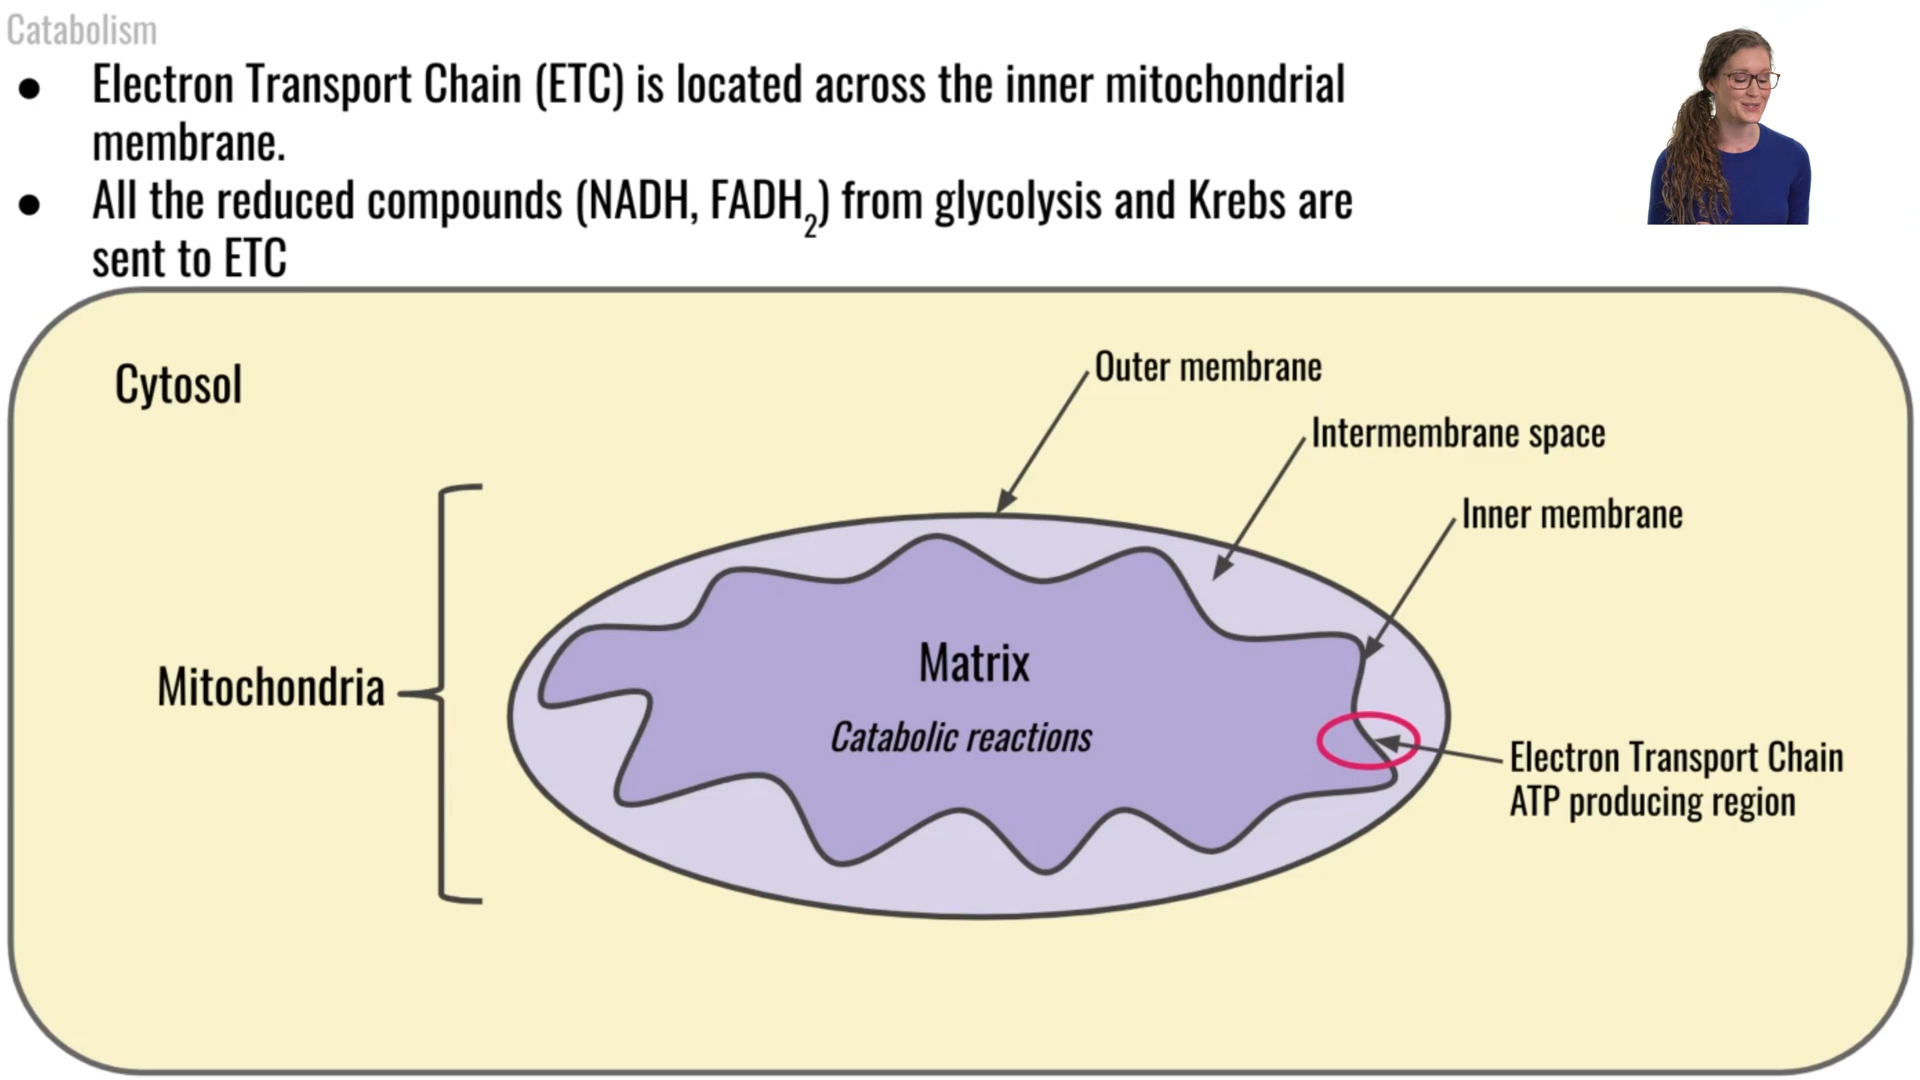 Catabolism
● Electron Transport Chain (ETC) is located across the inner mitochondrial
membrane.
● All the reduced compounds (NADH, FADH₂) from glycolysis and Krebs are
sent to ETC
Cytosol
Outer membrane
Intermembrane space
Inner membrane
Mitochondria
Matrix
Catabolic reactions
Electron Transport Chain
ATP producing region